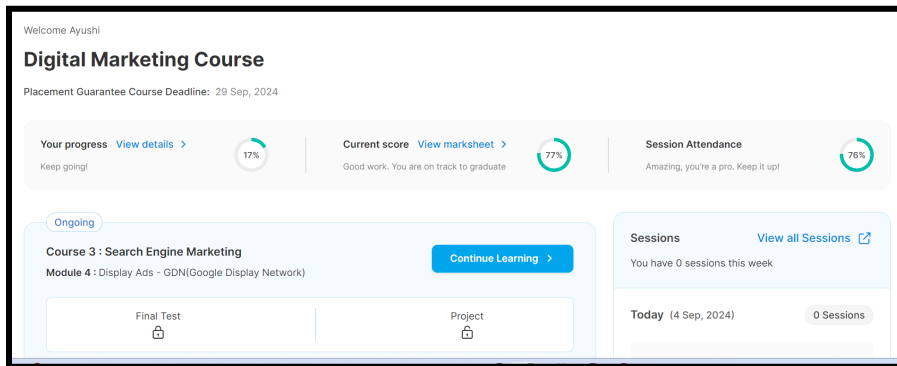 Welcome Ayushi
Digital Marketing Course
Placement Guarantee Course Deadline: 29 Sep, 2024
Your progress View details >
Keep going!
17%
Current score View marksheet >
Good work. You are on track to graduate
77%
Session Attendance
Amazing, you're a pro. Keep it up!
76%
Ongoing
Course 3 : Search Engine Marketing
Module 4 : Display Ads - GDN(Google Display Network)
Continue Learning >
Final Test
Project
Sessions
View all Sessions
You have 0 sessions this week
Today (4 Sep, 2024)
0 Sessions